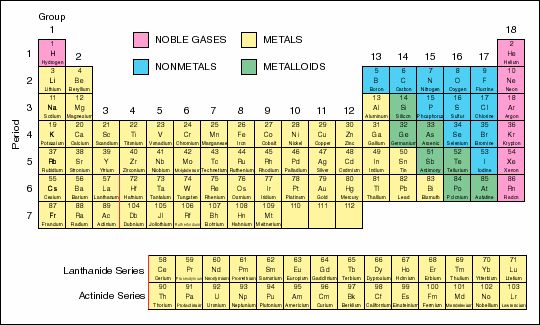 Group
1
18
NOBLE GASES METALS
NONMETALS METALLOIDS
Period
1 2
1 H He
Hydrogen Helium
2 13 14 15 16 17
3 4 5 6 7 8 9 10
2 Li Be B C N O F Ne
Lithium Beryllium Boron Carbon Nitrogen Oxygen Fluorine Neon
11 12 13 14 15 16 17 18
3 Na Mg Al Si P S Cl Ar
Sodium Magnesium Aluminum Silicon Phosphorus Sulfur Chlorine Argon
3 4 5 6 7 8 9 10 11 12
19 20 21 22 23 24 25 26 27 28 29 30 31 32 33 34 35 36
4 K Ca Sc Ti V Cr Mn Fe Co Ni Cu Zn Ga Ge As Se Br Kr
Potassium Calcium Scandium Titanium Vanadium Chromium Manganese Iron Cobalt Nickel Copper Zinc Gallium Germanium Arsenic Selenium Bromine Krypton
37 38 39 40 41 42 43 44 45 46 47 48 49 50 51 52 53 54
5 Rb Sr Y Zr Nb Mo Tc Ru Rh Pd Ag Cd In Sn Sb Te I Xe
Rubidium Strontium Yttrium Zirconium Niobium Molybdenum Technetium Ruthenium Rhodium Palladium Silver Cadmium Indium Tin Antimony Tellurium Iodine Xenon
55 56 57 72 73 74 75 76 77 78 79 80 81 82 83 84 85 86
6 Cs Ba La Hf Ta W Re Os Ir Pt Au Hg Tl Pb Bi Po At Rn
Cesium Barium Lanthanum Hafnium Tantalum Tungsten Rhenium Osmium Iridium Platinum Gold Mercury Thallium Lead Bismuth Polonium Astatine Radon
87 88 89 104 105 106 107 108 109 110 111 112
7 Fr Ra Ac Db Jl Rf Bh Hn Mt
Francium Radium Actinium Dubnium Joliotium Rutherfordium Bohrium Hahnium Meitnerium
58 59 60 61 62 63 64 65 66 67 68 69 70 71
Lanthanide Series Ce Pr Nd Pm Sm Eu Gd Tb Dy Ho Er Tm Yb Lu
Cerium Praseodymium Neodymium Promethium Samarium Europium Gadolinium Terbium Dysprosium Holmium Erbium Thulium Ytterbium Lutetium
90 91 92 93 94 95 96 97 98 99 100 101 102 103
Actinide Series Th Pa U Np Pu Am Cm Bk Cf Es Fm Md No Lr
Thorium Protactinium Uranium Neptunium Plutonium Americium Curium Berkelium Californium Einsteinium Fermium Mendelevium Nobelium Lawrencium